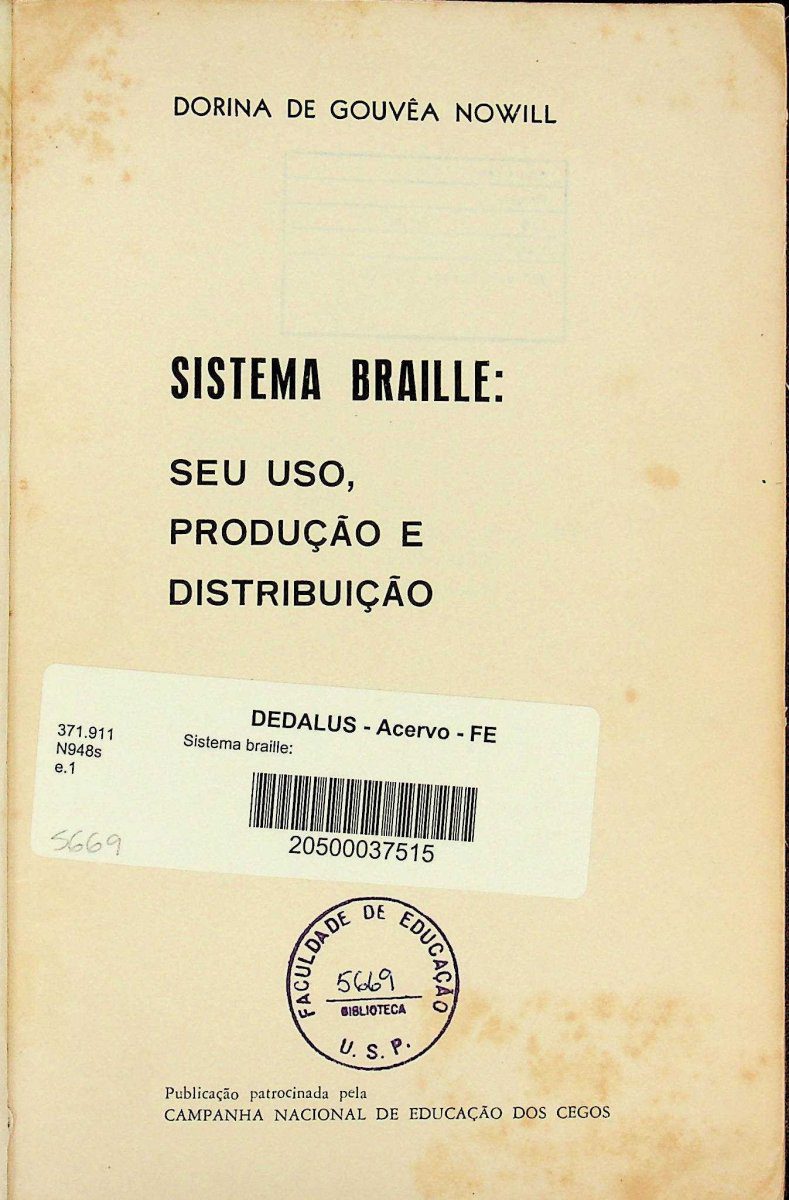 DORINA DE GOUVÊA NOWILL
SISTEMA BRAILLE:
SEU USO,
PRODUÇÃO E
DISTRIBUIÇÃO
371.911
N948s
e.1
DEDALUS - Acervo - FE
Sistema braille:
20500037515
5669
FACULDADE DE EDUCAÇÃO
5669
BIBLIOTECA
U. S. P.
Publicação patrocinada pela
CAMPANHA NACIONAL DE EDUCAÇÃO DOS CEGOS